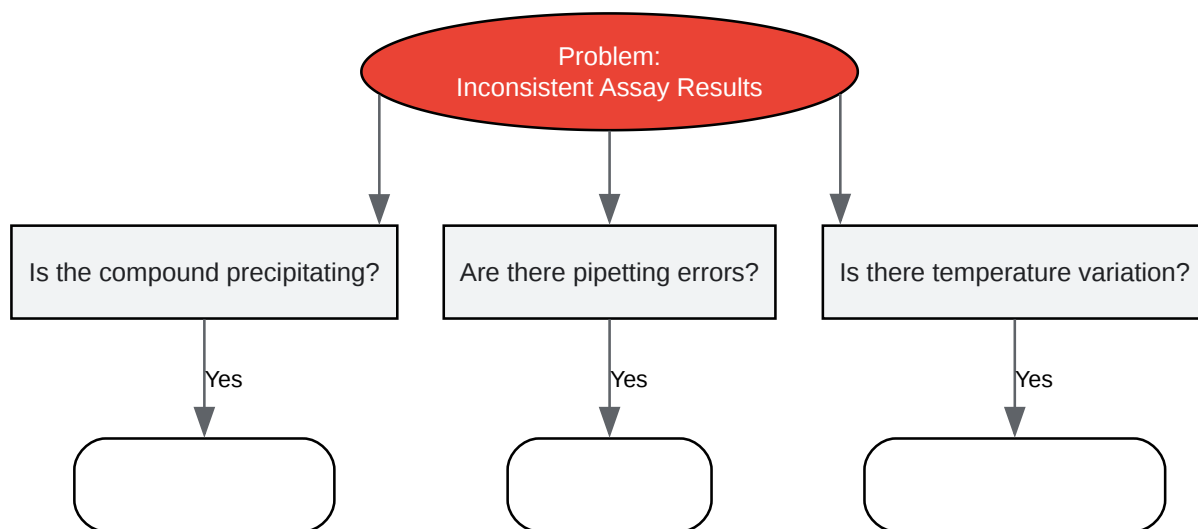 Problem:
Inconsistent Assay Results
Is the compound precipitating?
Are there pipetting errors?
Is there temperature variation?
Yes
Yes
Yes